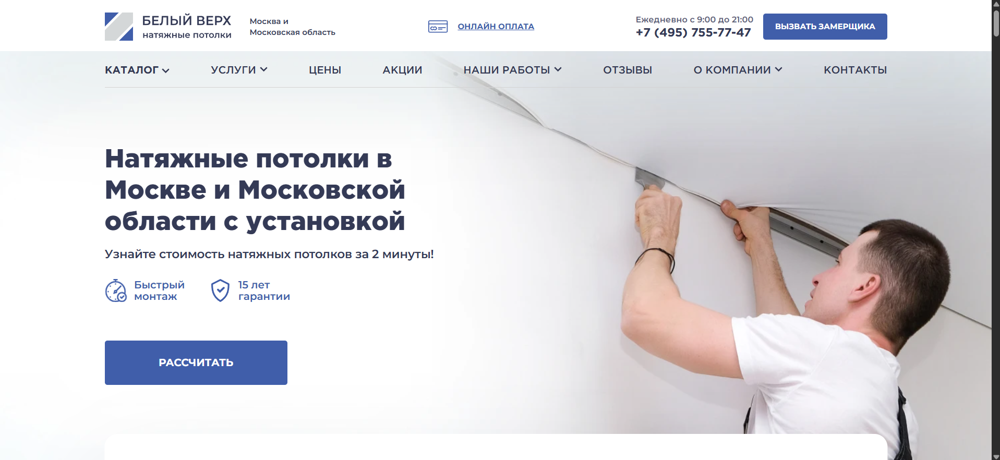 БЕЛЫЙ ВЕРХ
натяжные потолки
Москва и
Московская область
ОНЛАЙН ОПЛАТА
Ежедневно с 9:00 до 21:00
+7 (495) 755-77-47
ВЫЗВАТЬ ЗАМЕРЩИКА
КАТАЛОГ
УСЛУГИ
ЦЕНЫ
АКЦИИ
НАШИ РАБОТЫ
ОТЗЫВЫ
О КОМПАНИИ
КОНТАКТЫ
Натяжные потолки в
Москве и Московской
области с установкой
Узнайте стоимость натяжных потолков за 2 минуты!
Быстрый
монтаж
15 лет
гарантии
РАССЧИТАТЬ